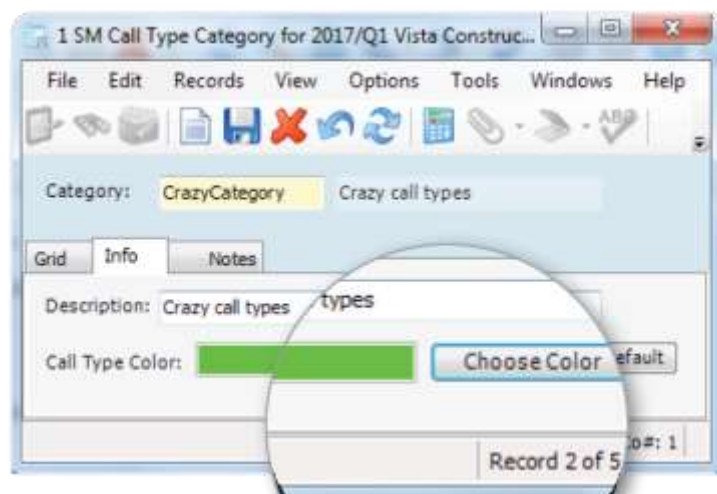 1 SM Call Type Category for 2017/Q1 Vista Construc...
File Edit Records View Options Tools Windows Help
ABC
Category: CrazyCategory Crazy call types
Grid Info Notes
Description: Crazy call types types
Call Type Color: Choose Color efault
Record 2 of 5 Co#: 1